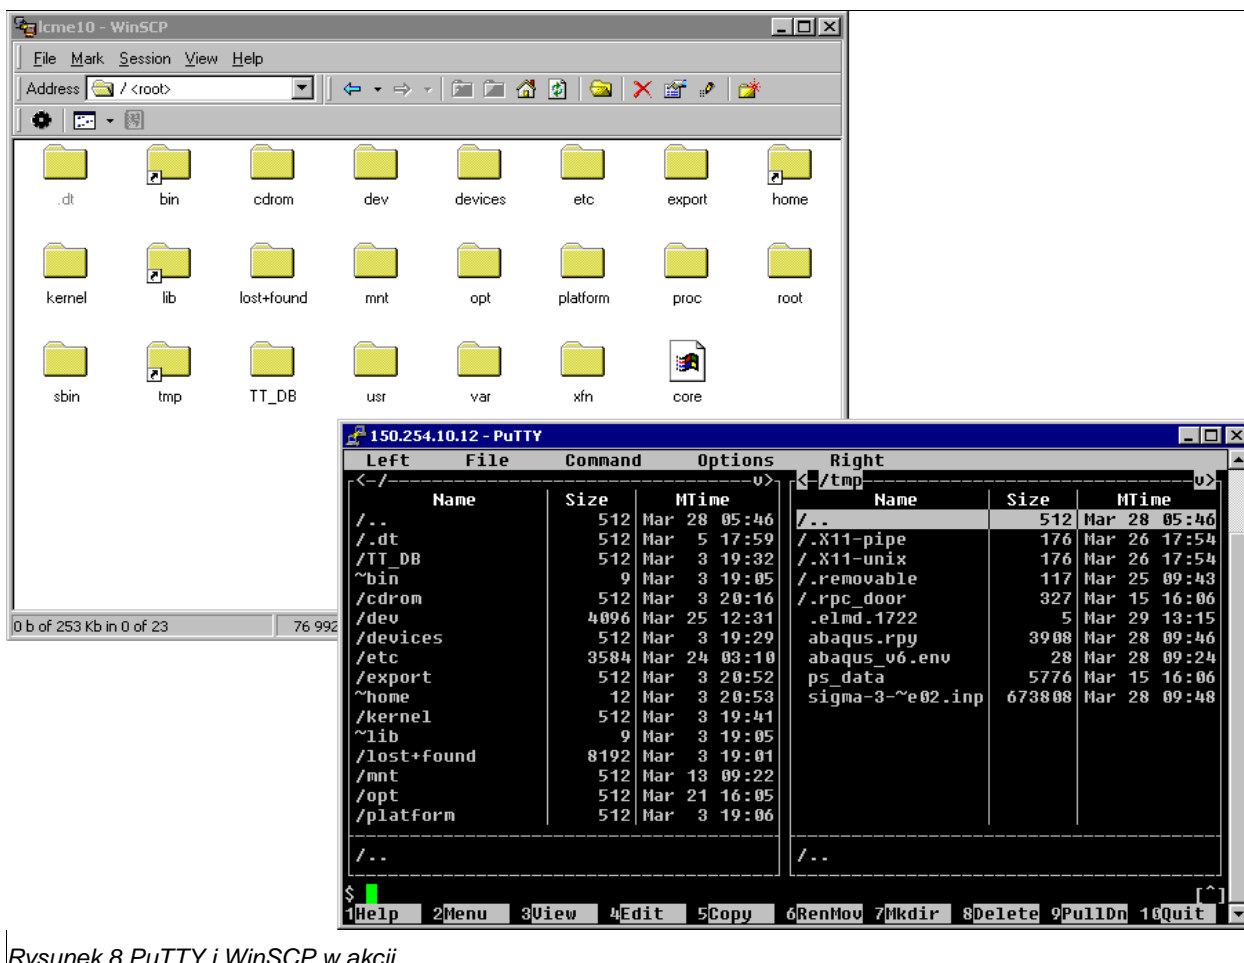 lcme10 - WinSCP
File Mark Session View Help
Address / <root>
.dt bin cdrom dev devices etc export home
kernel lib lost+found mnt opt platform proc root
sbin tmp TT_DB usr var xfn core
0 b of 253 Kb in 0 of 23 76 992
150.254.10.12 - PuTTY
Left File Command Options Right
<-/ v> <-/tmp v>
Name Size MTime Name Size MTime
/.. 512 Mar 28 05:46 /.. 512 Mar 28 05:46
/.dt 512 Mar 5 17:59 /.X11-pipe 176 Mar 26 17:54
/TT_DB 512 Mar 3 19:32 /.X11-unix 176 Mar 26 17:54
~bin 9 Mar 3 19:05 /.removable 117 Mar 25 09:43
/cdrom 512 Mar 3 20:16 /.rpc_door 327 Mar 15 16:06
/dev 4096 Mar 25 12:31 .elmd.1722 5 Mar 29 13:15
/devices 512 Mar 3 19:29 abaqus.rpy 3908 Mar 28 09:46
/etc 3584 Mar 24 03:10 abaqus_v6.env 28 Mar 28 09:24
/export 512 Mar 3 20:52 ps_data 5776 Mar 15 16:06
~home 12 Mar 3 20:53 sigma-3-~e02.inp 673808 Mar 28 09:48
/kernel 512 Mar 3 19:41
~lib 9 Mar 3 19:05
/lost+found 8192 Mar 3 19:01
/mnt 512 Mar 13 09:22
/opt 512 Mar 21 16:05
/platform 512 Mar 3 19:06
/.. /..
$ [^]
1Help 2Menu 3View 4Edit 5Copy 6RenMov 7Mkdir 8Delete 9PullDn 10Quit
Rysunek 8 PuTTY i WinSCP w akcji